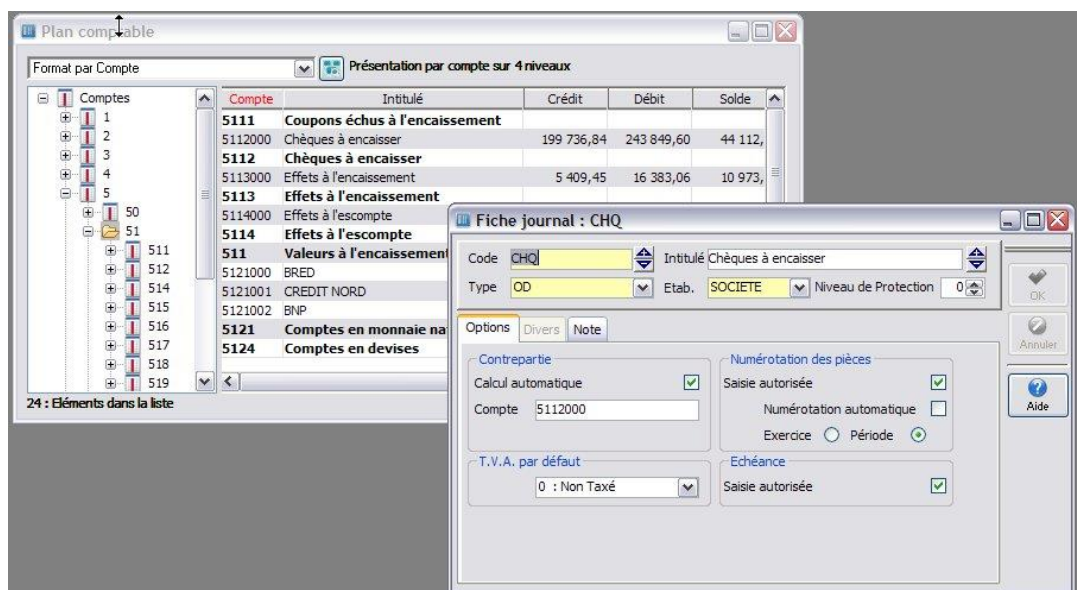 Plan comptable
Format par Compte
Présentation par compte sur 4 niveaux
Comptes
1
2
3
4
5
50
51
511
512
514
515
516
517
518
519
Compte Intitulé Crédit Débit Solde
5111 Coupons échus à l'encaissement
5112000 Chèques à encaisser 199 736,84 243 849,60 44 112,
5112 Chèques à encaisser
5113000 Effets à l'encaissement 5 409,45 16 383,06 10 973,
5113 Effets à l'encaissement
5114000 Effets à l'escompte
5114 Effets à l'escompte
511 Valeurs à l'encaissement
5121000 BRED
5121001 CREDIT NORD
5121002 BNP
5121 Comptes en monnaie na
5124 Comptes en devises
24 : Eléments dans la liste
Fiche journal : CHQ
Code CHQ Intitulé Chèques à encaisser
Type OD Etab. SOCIETE Niveau de Protection 0
Options Divers Note
Contrepartie
Calcul automatique
Compte 5112000
T.V.A. par défaut
0 : Non Taxé
Numérotation des pièces
Saisie autorisée
Numérotation automatique
Exercice Période
Echéance
Saisie autorisée
OK
Annuler
Aide